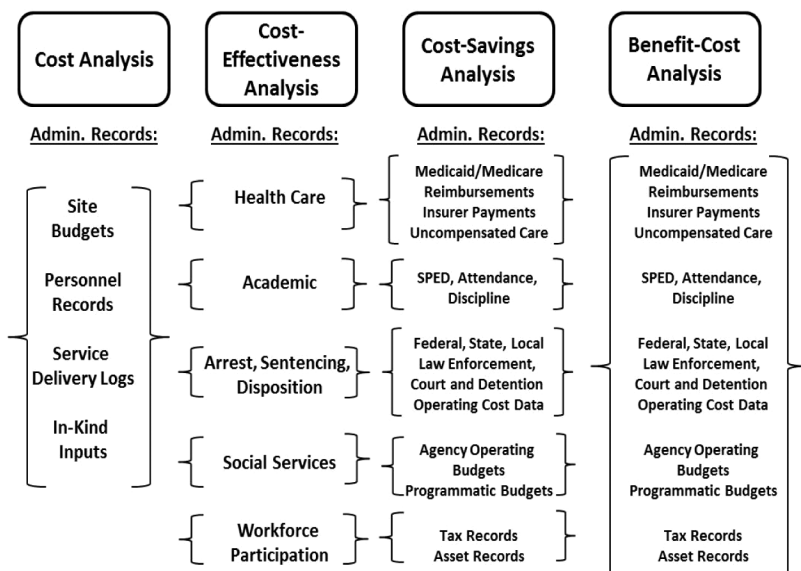 Cost Analysis
Cost-
Effectiveness
Analysis
Cost-Savings
Analysis
Benefit-Cost
Analysis
Admin. Records:
Admin. Records:
Admin. Records:
Admin. Records:
Site
Budgets
Personnel
Records
Service
Delivery Logs
In-Kind
Inputs
Health Care
Academic
Arrest, Sentencing,
Disposition
Social Services
Workforce
Participation
Medicaid/Medicare
Reimbursements
Insurer Payments
Uncompensated Care
SPED, Attendance,
Discipline
Federal, State, Local
Law Enforcement,
Court and Detention
Operating Cost Data
Agency Operating
Budgets
Programmatic Budgets
Tax Records
Asset Records
Medicaid/Medicare
Reimbursements
Insurer Payments
Uncompensated Care
SPED, Attendance,
Discipline
Federal, State, Local
Law Enforcement,
Court and Detention
Operating Cost Data
Agency Operating
Budgets
Programmatic Budgets
Tax Records
Asset Records